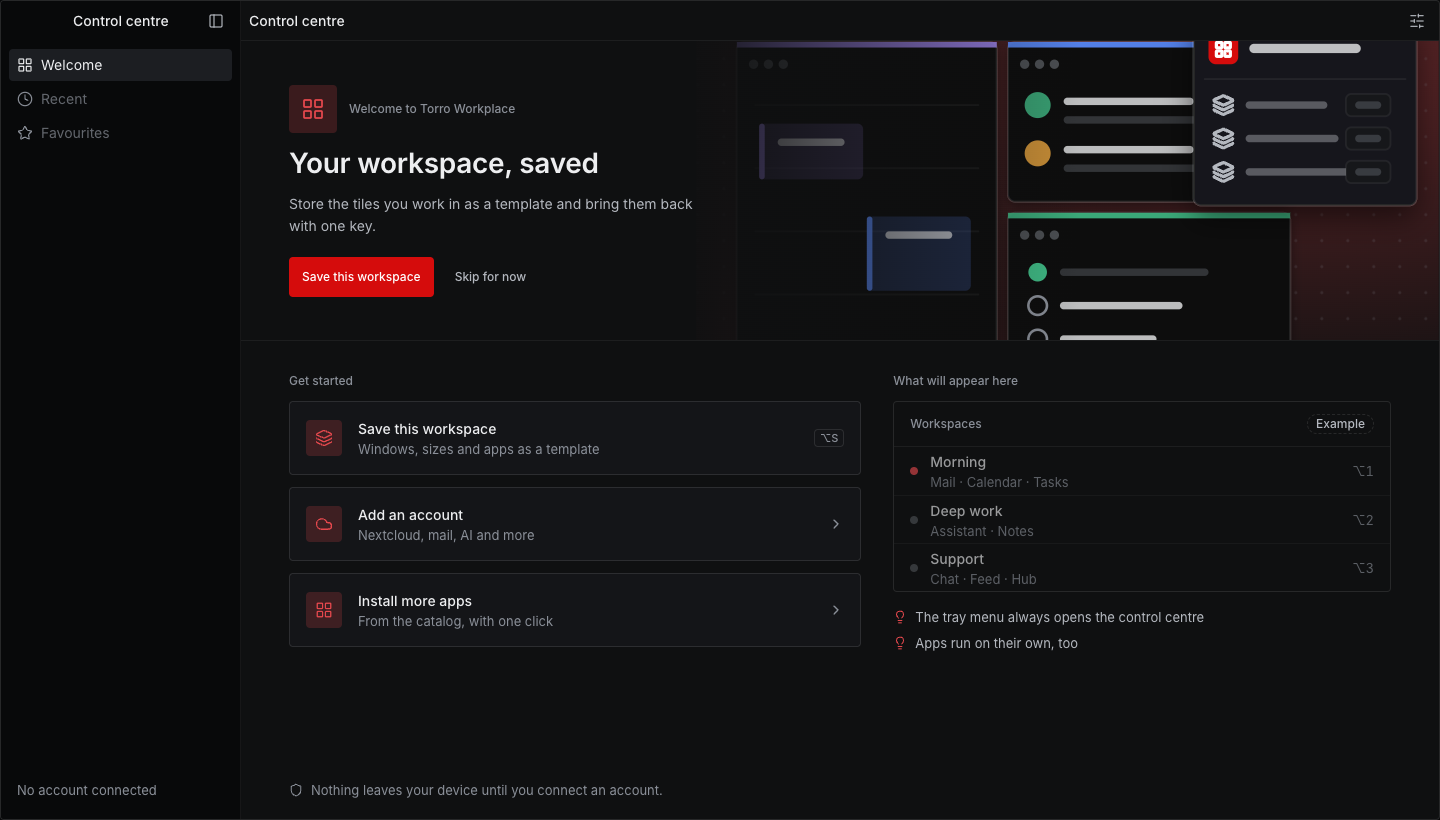 Control centre
Control centre
Welcome
Recent
Favourites
Welcome to Torro Workplace
Your workspace, saved
Store the tiles you work in as a template and bring them back
with one key.
Save this workspace
Skip for now
Get started
Save this workspace
Windows, sizes and apps as a template
⌥S
Add an account
Nextcloud, mail, AI and more
Install more apps
From the catalog, with one click
What will appear here
Workspaces
Example
Morning
Mail · Calendar · Tasks
⌥1
Deep work
Assistant · Notes
⌥2
Support
Chat · Feed · Hub
⌥3
The tray menu always opens the control centre
Apps run on their own, too
No account connected
Nothing leaves your device until you connect an account.